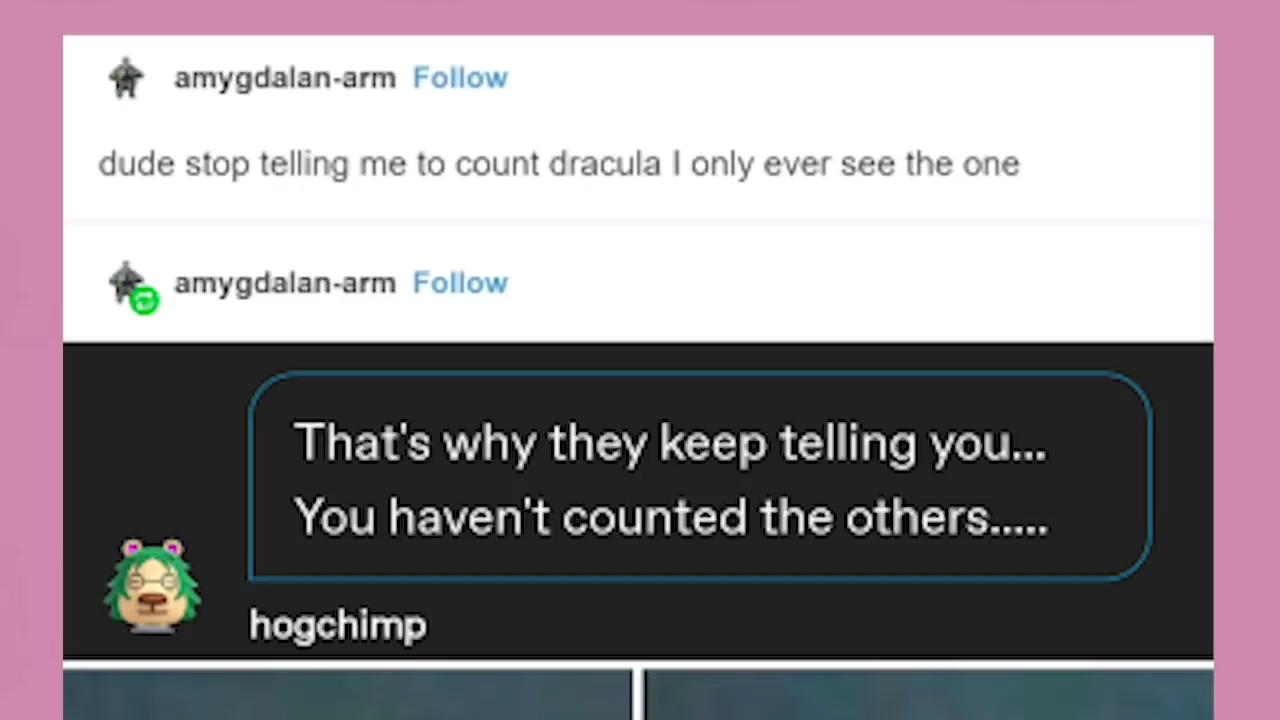 amygdalan-arm Follow
dude stop telling me to count dracula I only ever see the one
amygdalan-arm Follow
That's why they keep telling you...
You haven't counted the others.....
hogchimp